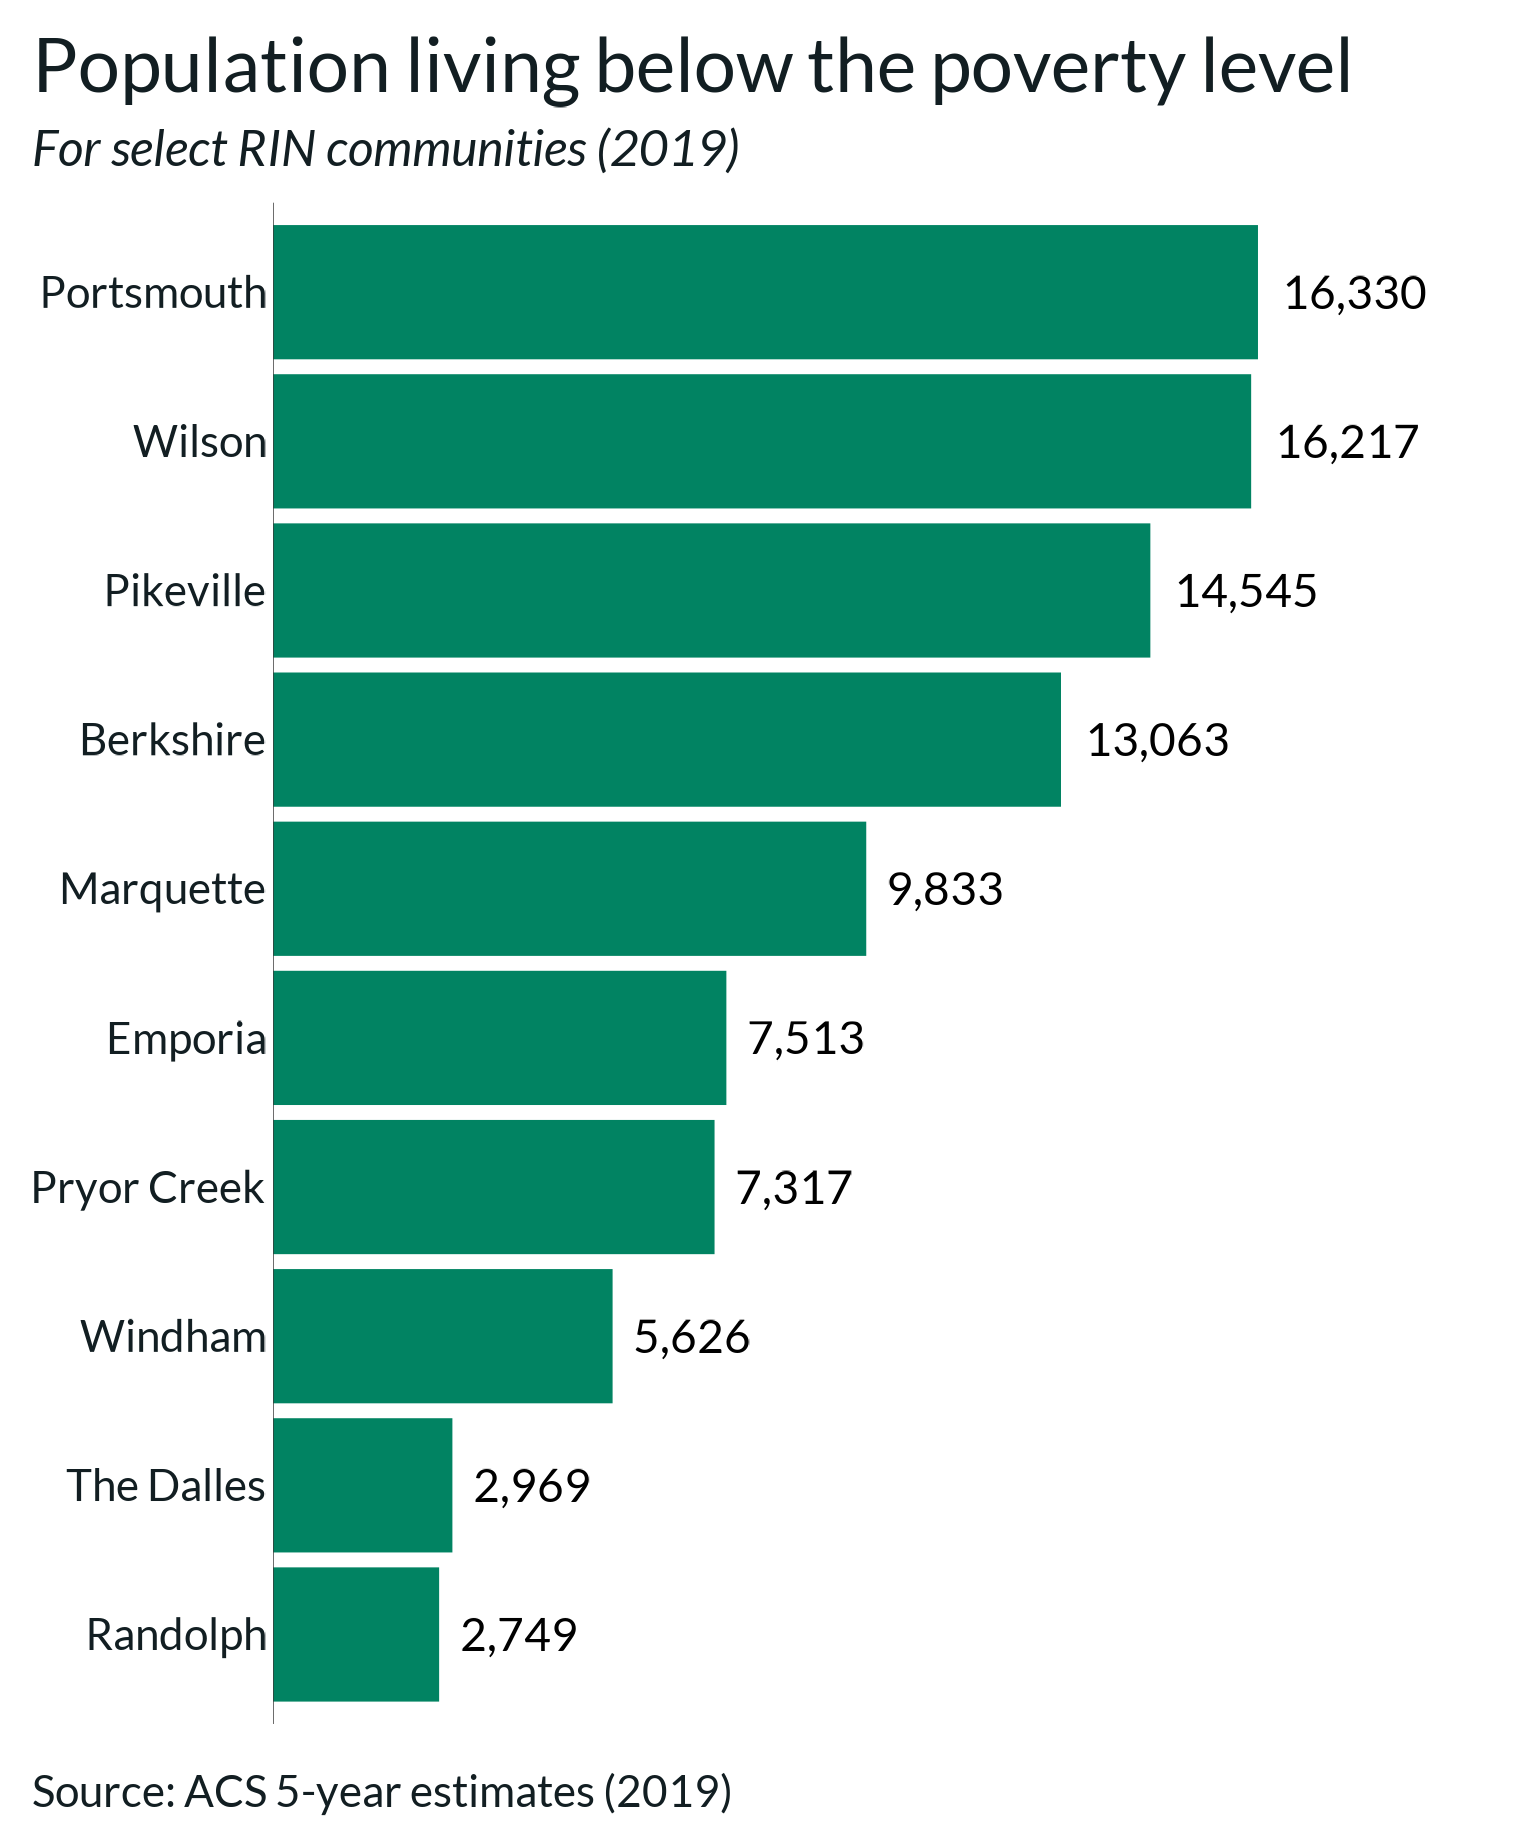 Population living below the poverty level
For select RIN communities (2019)
Portsmouth 16,330
Wilson 16,217
Pikeville 14,545
Berkshire 13,063
Marquette 9,833
Emporia 7,513
Pryor Creek 7,317
Windham 5,626
The Dalles 2,969
Randolph 2,749
Source: ACS 5-year estimates (2019)